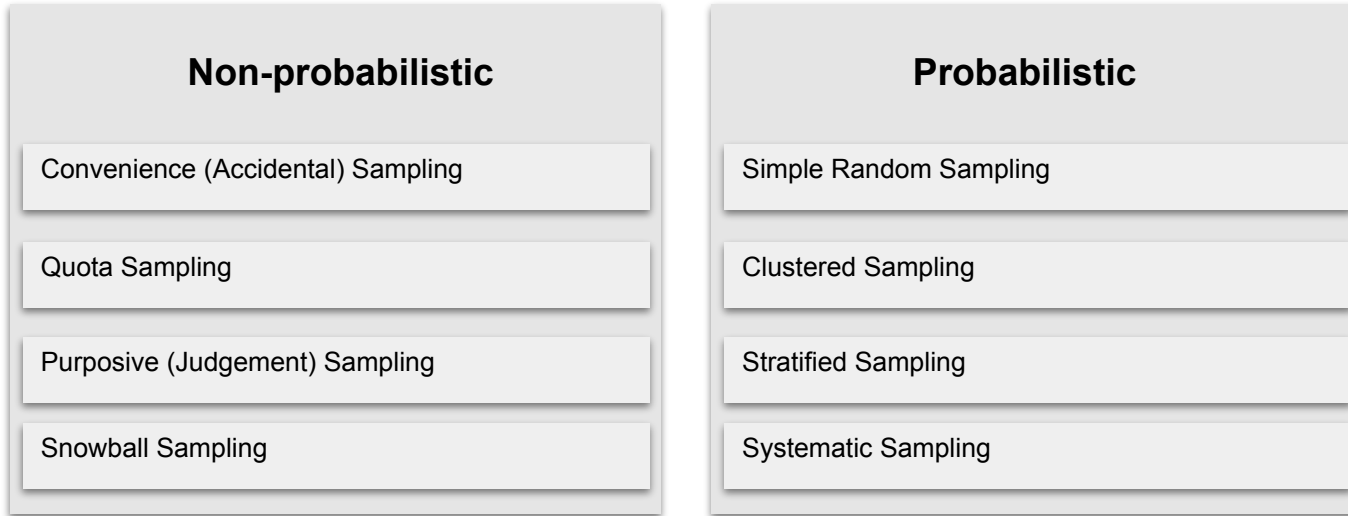 Non-probabilistic
Convenience (Accidental) Sampling
Quota Sampling
Purposive (Judgement) Sampling
Snowball Sampling
Probabilistic
Simple Random Sampling
Clustered Sampling
Stratified Sampling
Systematic Sampling